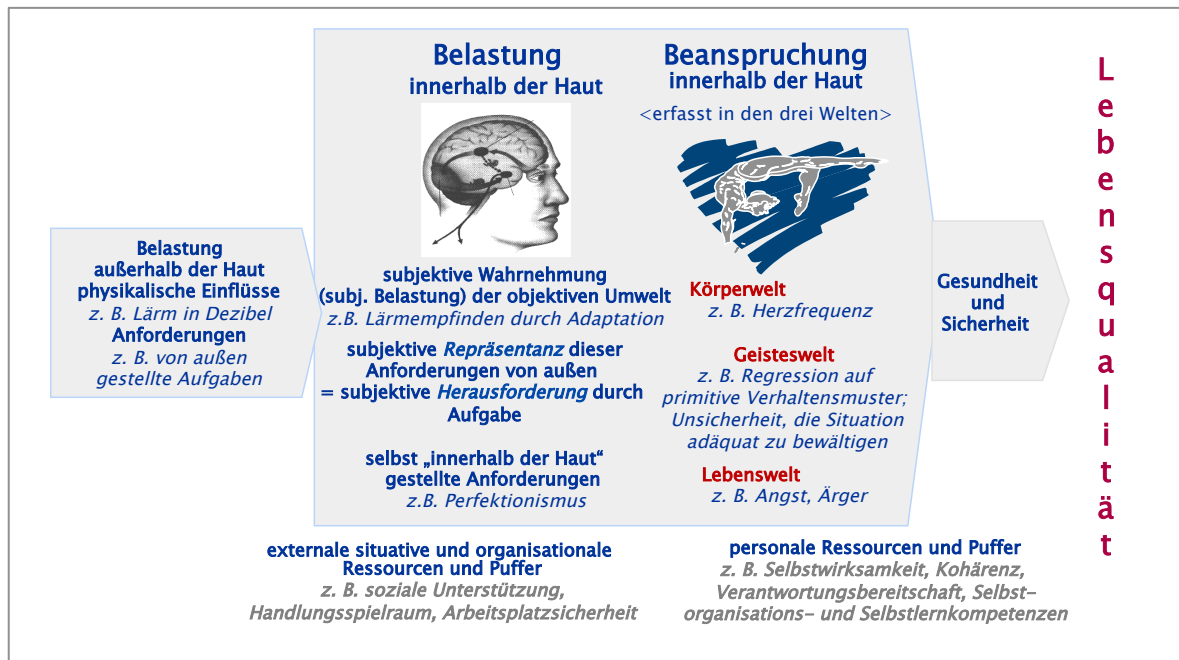 Belastung
außerhalb der Haut
physikalische Einflüsse
z. B. Lärm in Dezibel
Anforderungen
z. B. von außen
gestellte Aufgaben
Belastung
innerhalb der Haut
subjektive Wahrnehmung
(subj. Belastung) der objektiven Umwelt
z.B. Lärmempfinden durch Adaptation
subjektive Repräsentanz dieser
Anforderungen von außen
= subjektive Herausforderung durch
Aufgabe
selbst „innerhalb der Haut“
gestellte Anforderungen
z.B. Perfektionismus
Beanspruchung
innerhalb der Haut
<erfasst in den drei Welten>
Körperwelt
z. B. Herzfrequenz
Geisteswelt
z. B. Regression auf
primitive Verhaltensmuster;
Unsicherheit, die Situation
adäquat zu bewältigen
Lebenswelt
z. B. Angst, Ärger
Gesundheit
und
Sicherheit
Lebensqualität
externale situative und organisationale
Ressourcen und Puffer
z. B. soziale Unterstützung,
Handlungsspielraum, Arbeitsplatzsicherheit
personale Ressourcen und Puffer
z. B. Selbstwirksamkeit, Kohärenz,
Verantwortungsbereitschaft, Selbst-
organisations- und Selbstlernkompetenzen